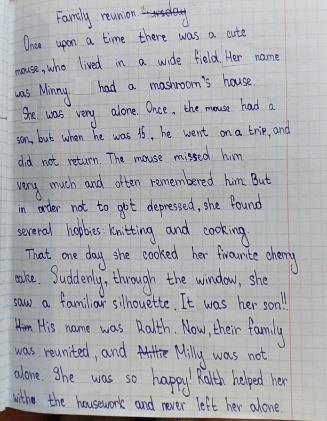 Family reunion.
Once upon a time there was a cute
mouse, who lived in a wide field. Her name
was Minny. had a mashroom's house.
She was very alone. Once, the mouse had a
son, but when he was 15, he went on a trip, and
did not return. The mouse missed him
very much and often remembered him. But
in order not to got depressed, she found
several hobbies: knitting and cooking.
That one day she cooked her fivourite cherry
cake. Suddenly, through the window, she
saw a familiar silhouette. It was her son!!
Him His name was Ralth. Now, their family
was reunited, and Millie Milly was not
alone. She was so happy! Ralth helped her
withe the housework and never left her alone.